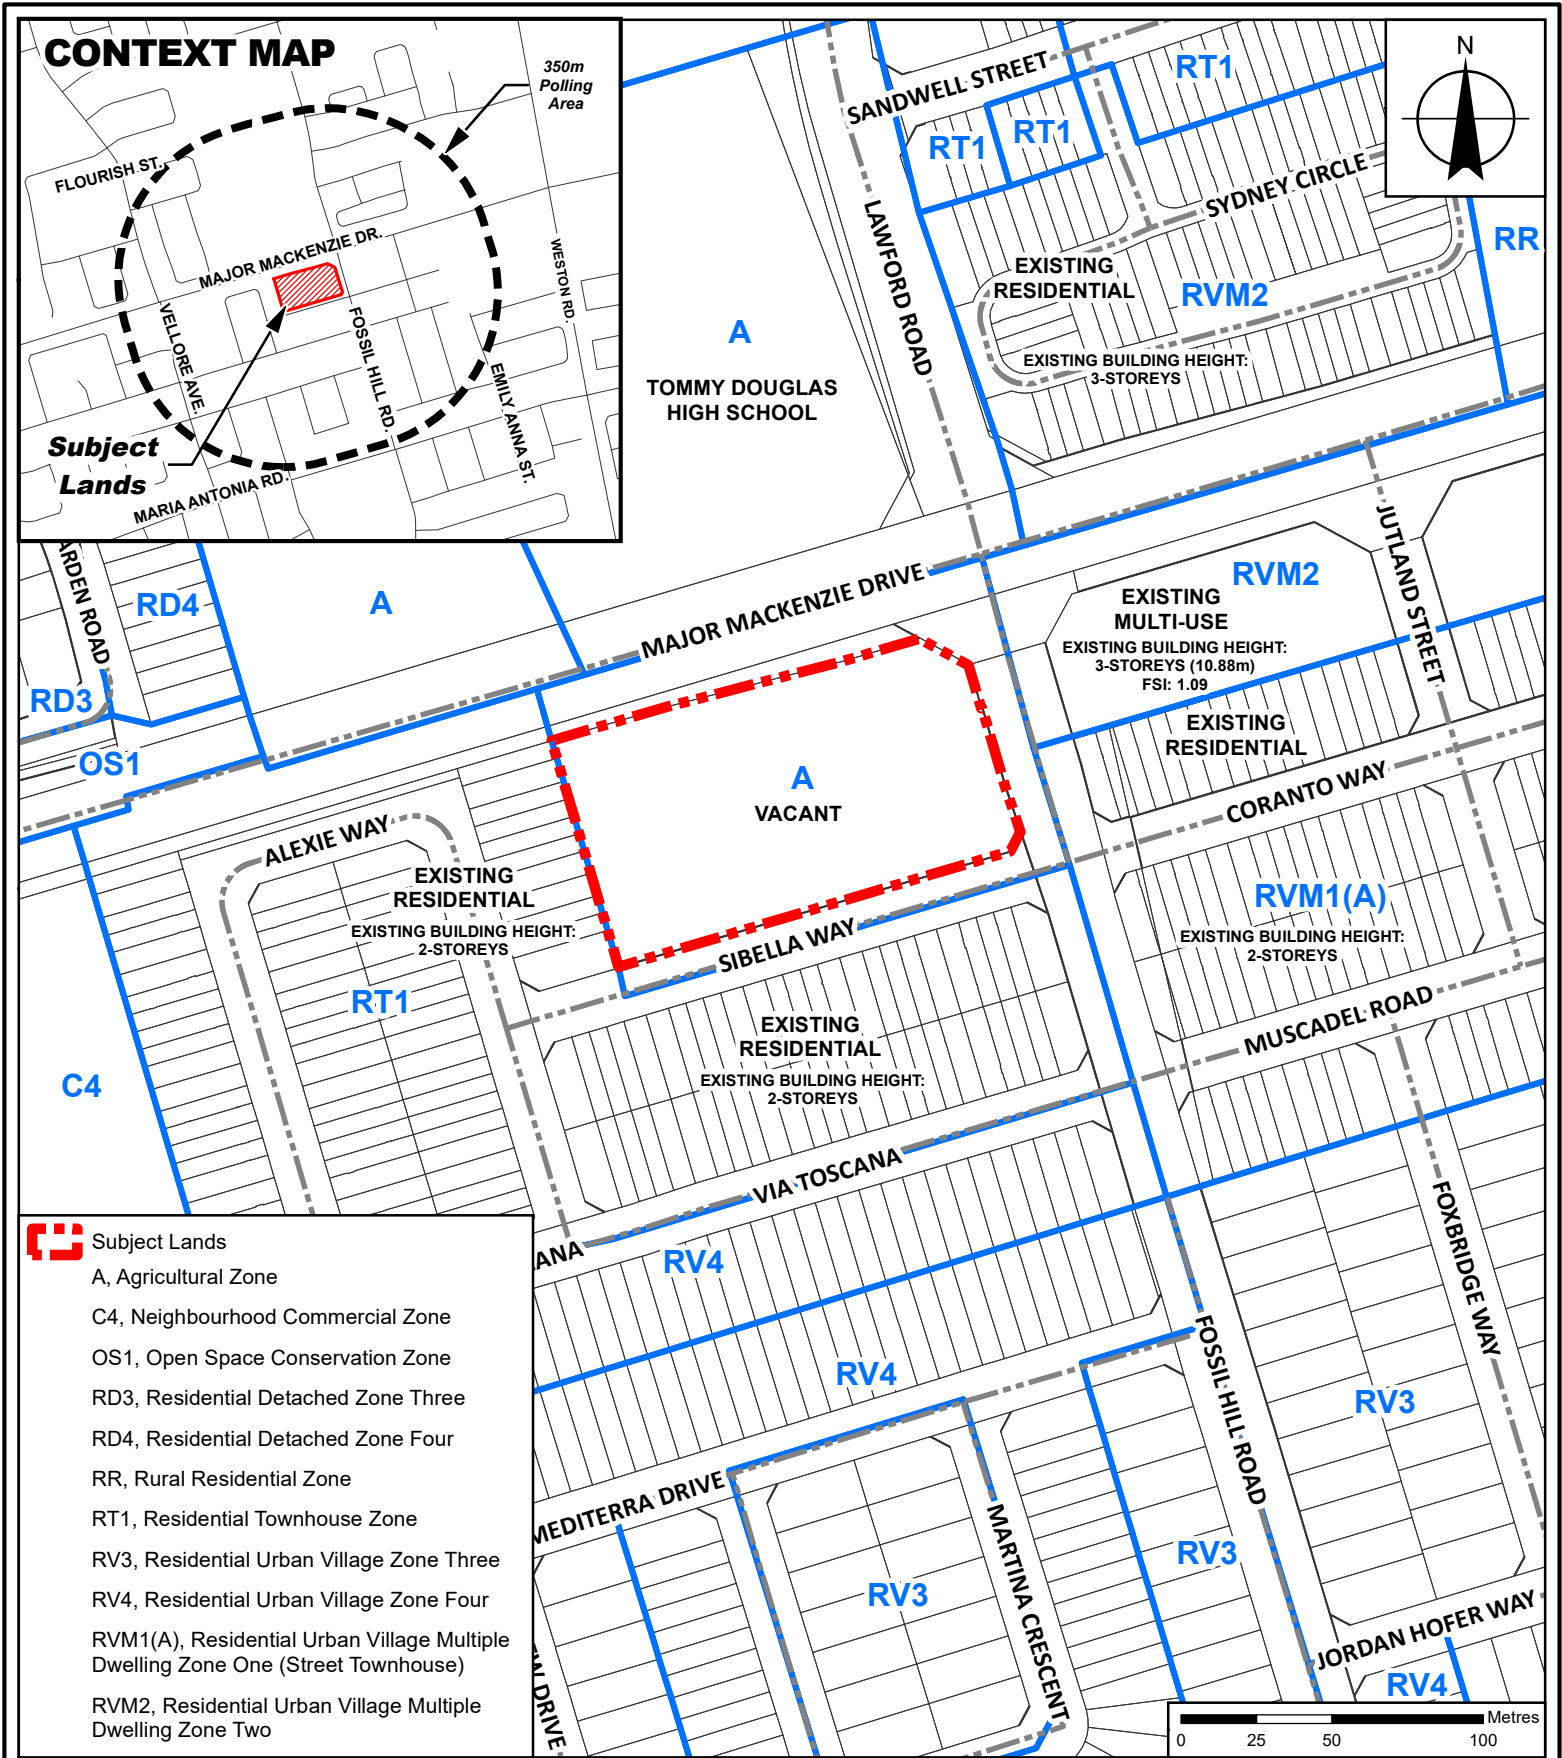 CONTEXT MAP
350m
Polling
Area
FLOURISH ST.
MAJOR MACKENZIE DR.
WESTON RD.
VELLORE AVE.
FOSSIL HILL RD.
EMILY ANNA ST.
Subject
Lands
MARIA ANTONIA RD.
N
SANDWELL STREET
RT1
RT1
RT1
SYDNEY CIRCLE
LAWFORD ROAD
RR
EXISTING
RESIDENTIAL
RVM2
EXISTING BUILDING HEIGHT:
3-STOREYS
A
TOMMY DOUGLAS
HIGH SCHOOL
JUTLAND STREET
ARDEN ROAD
RD4
A
MAJOR MACKENZIE DRIVE
RVM2
EXISTING
MULTI-USE
EXISTING BUILDING HEIGHT:
3-STOREYS (10.88m)
FSI: 1.09
RD3
EXISTING
RESIDENTIAL
OS1
A
VACANT
CORANTO WAY
ALEXIE WAY
EXISTING
RESIDENTIAL
EXISTING BUILDING HEIGHT:
2-STOREYS
RVM1(A)
EXISTING BUILDING HEIGHT:
2-STOREYS
SIBELLA WAY
RT1
MUSCADEL ROAD
EXISTING
RESIDENTIAL
EXISTING BUILDING HEIGHT:
2-STOREYS
C4
VIA TOSCANA
FOXBRIDGE WAY
CANA
RV4
FOSSIL HILL ROAD
RV4
RV3
MEDITERRA DRIVE
MARTINA CRESCENT
RV3
RV3
JORDAN HOFER WAY
RV4
EW DRIVE
Subject Lands
A, Agricultural Zone
C4, Neighbourhood Commercial Zone
OS1, Open Space Conservation Zone
RD3, Residential Detached Zone Three
RD4, Residential Detached Zone Four
RR, Rural Residential Zone
RT1, Residential Townhouse Zone
RV3, Residential Urban Village Zone Three
RV4, Residential Urban Village Zone Four
RVM1(A), Residential Urban Village Multiple
Dwelling Zone One (Street Townhouse)
RVM2, Residential Urban Village Multiple
Dwelling Zone Two
Metres
0 25 50 100